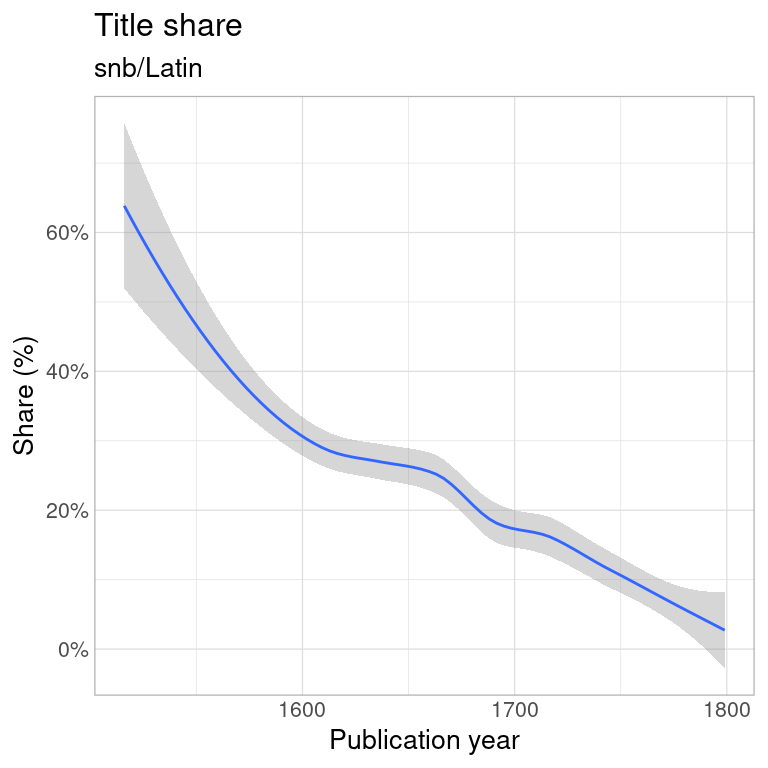 Title share
snb/Latin
Share (%)
60%
40%
20%
0%
1600 1700 1800
Publication year